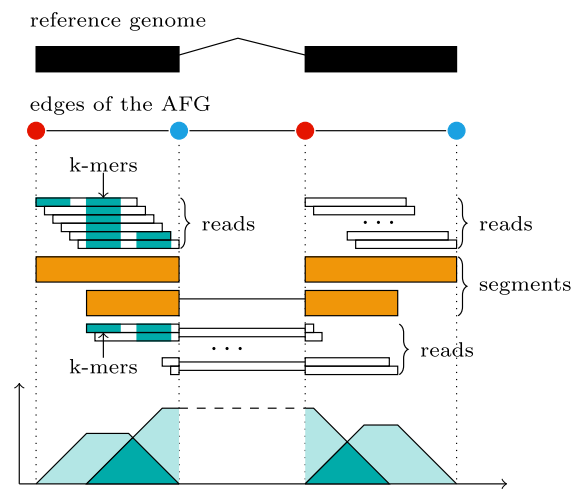 reference genome
edges of the AFG
k-mers
reads
reads
segments
reads
k-mers